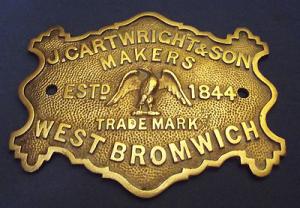 J. CARTWRIGHT & SON
MAKERS
ESTD 1844
TRADE MARK
WEST BROMWICH